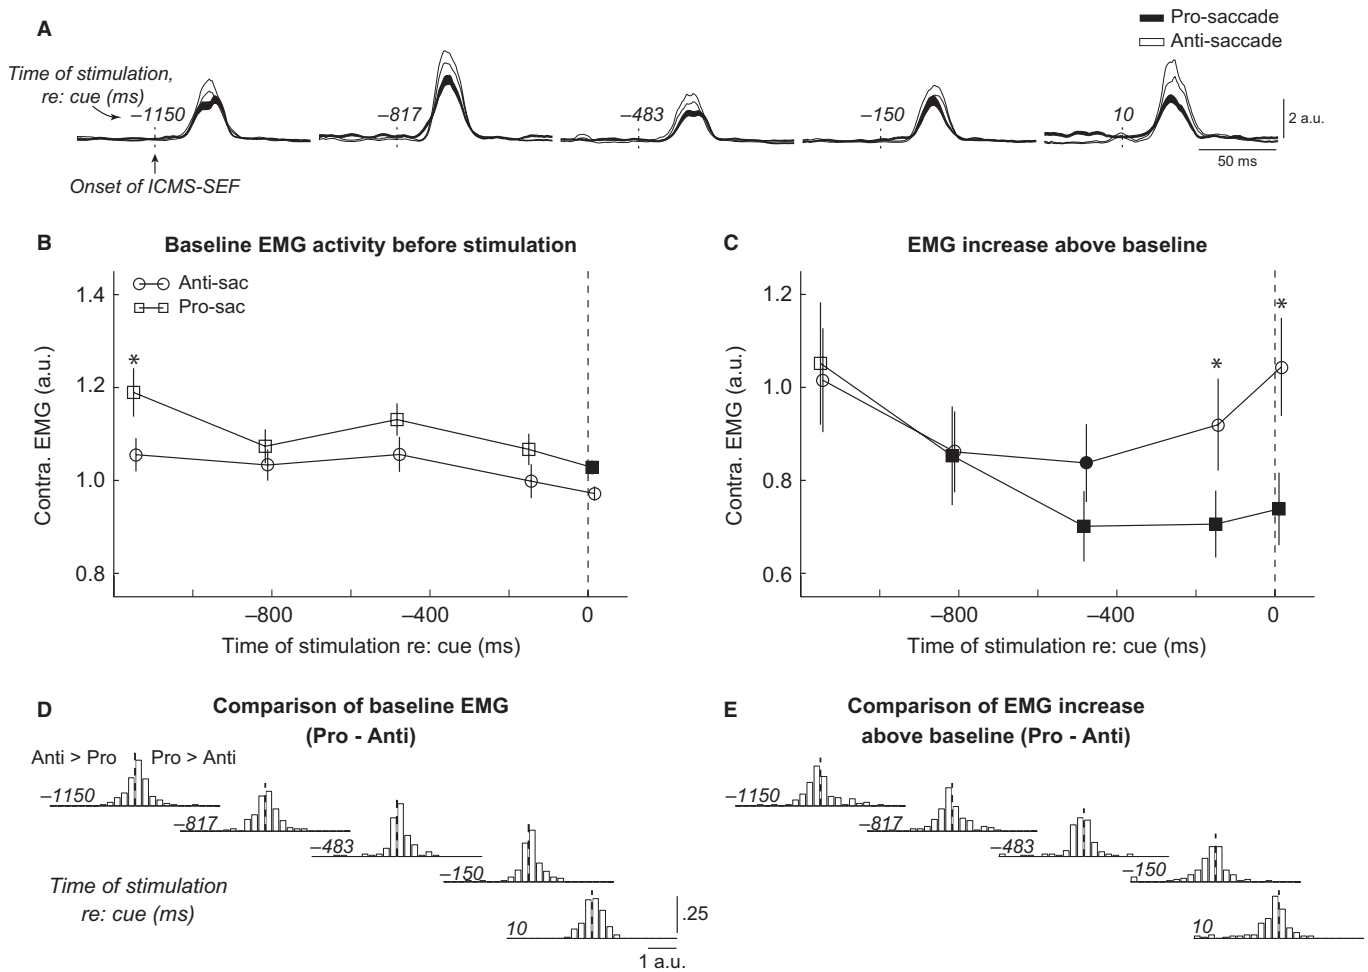 A
Pro-saccade
Anti-saccade
Time of stimulation,
re: cue (ms)
–1150
–817
–483
–150
10
2 a.u.
50 ms
Onset of ICMS-SEF
B
Baseline EMG activity before stimulation
Anti-sac
Pro-sac
1.4
1.2
1.0
0.8
*
Contra. EMG (a.u.)
–800
–400
0
Time of stimulation re: cue (ms)
C
EMG increase above baseline
1.2
1.0
0.8
0.6
*
*
Contra. EMG (a.u.)
–800
–400
0
Time of stimulation re: cue (ms)
D
Comparison of baseline EMG
(Pro - Anti)
Anti > Pro
Pro > Anti
–1150
–817
–483
–150
10
Time of stimulation
re: cue (ms)
.25
1 a.u.
E
Comparison of EMG increase
above baseline (Pro - Anti)
–1150
–817
–483
–150
10